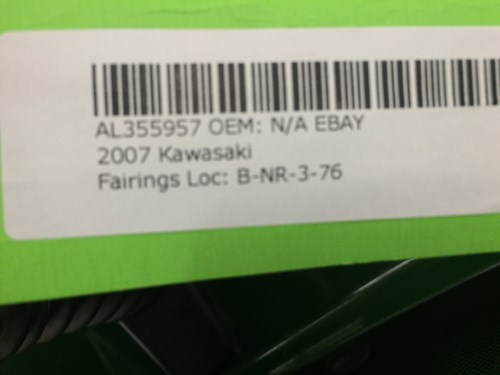 AL355957 OEM: N/A EBAY
2007 Kawasaki
Fairings Loc: B-NR-3-76